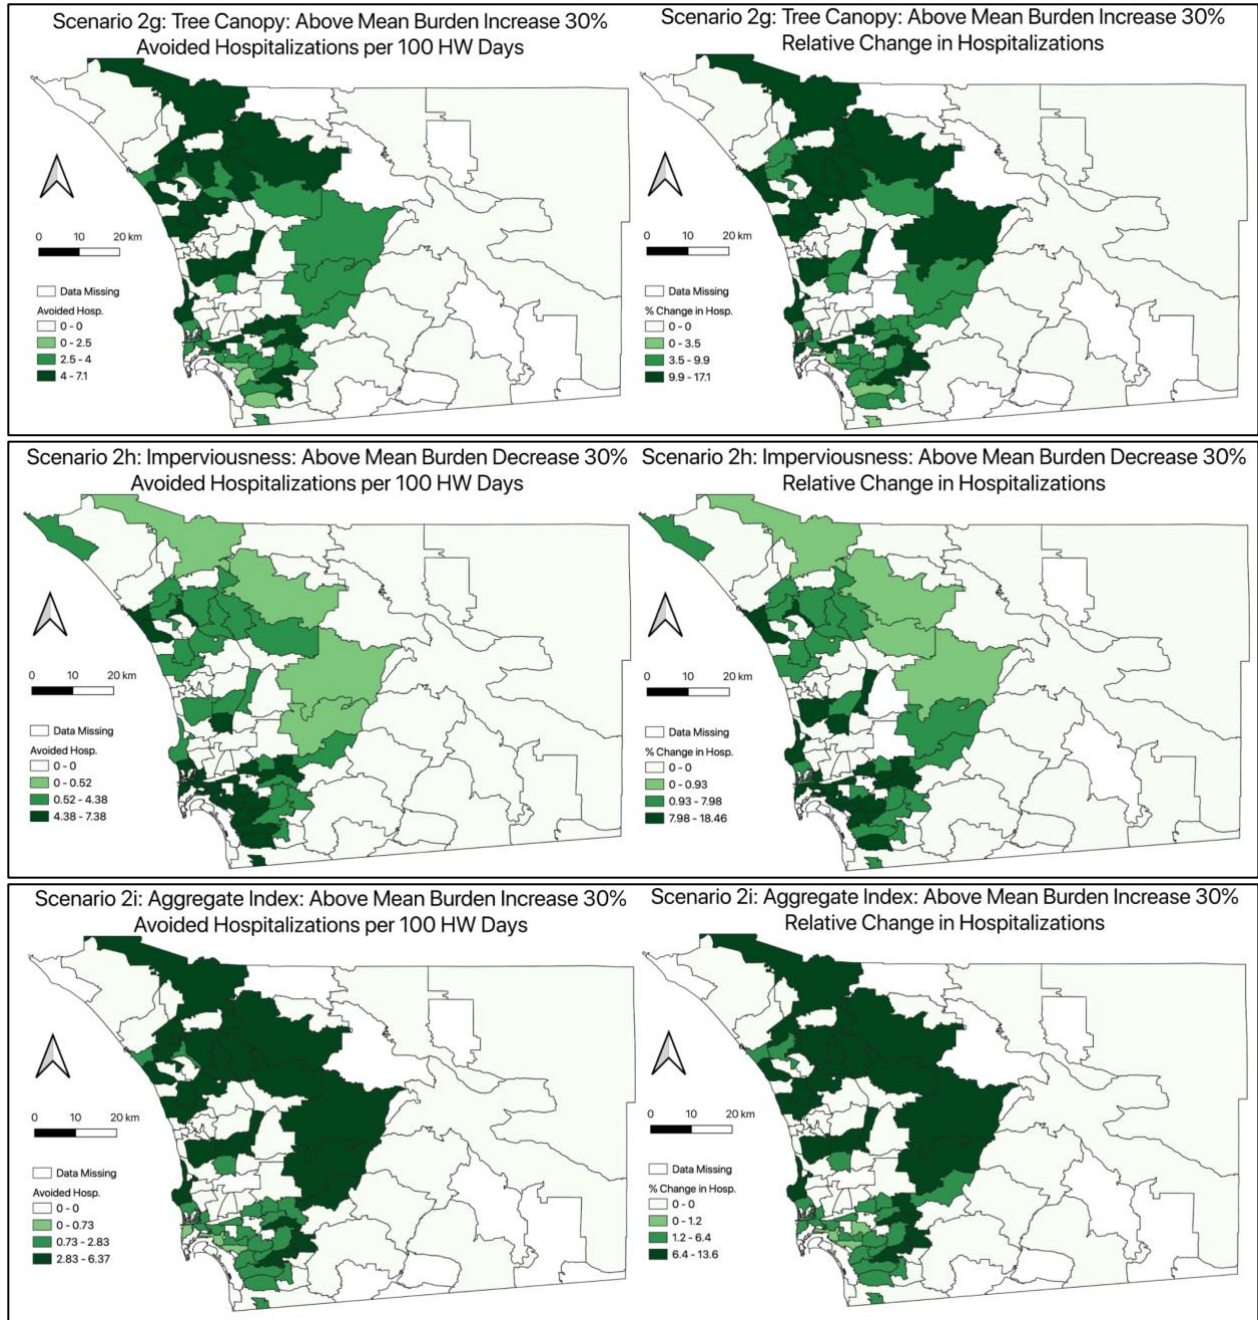 Scenario 2g: Tree Canopy: Above Mean Burden Increase 30%
Avoided Hospitalizations per 100 HW Days
0 10 20 km
Data Missing
Avoided Hosp.
0 - 0
0 - 2.5
2.5 - 4
4 - 7.1
Scenario 2g: Tree Canopy: Above Mean Burden Increase 30%
Relative Change in Hospitalizations
0 10 20 km
Data Missing
% Change in Hosp.
0 - 0
0 - 3.5
3.5 - 9.9
9.9 - 17.1
Scenario 2h: Imperviousness: Above Mean Burden Decrease 30%
Avoided Hospitalizations per 100 HW Days
0 10 20 km
Data Missing
Avoided Hosp.
0 - 0
0 - 0.52
0.52 - 4.38
4.38 - 7.38
Scenario 2h: Imperviousness: Above Mean Burden Decrease 30%
Relative Change in Hospitalizations
0 10 20 km
Data Missing
% Change in Hosp.
0 - 0
0 - 0.93
0.93 - 7.98
7.98 - 18.46
Scenario 2i: Aggregate Index: Above Mean Burden Increase 30%
Avoided Hospitalizations per 100 HW Days
0 10 20 km
Data Missing
Avoided Hosp.
0 - 0
0 - 0.73
0.73 - 2.83
2.83 - 6.37
Scenario 2i: Aggregate Index: Above Mean Burden Increase 30%
Relative Change in Hospitalizations
0 10 20 km
Data Missing
% Change in Hosp.
0 - 0
0 - 1.2
1.2 - 6.4
6.4 - 13.6